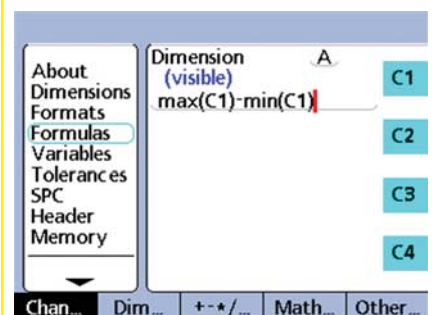 About
Dimensions
Formats
Formulas
Variables
Tolerances
SPC
Header
Memory
Dimension A
(visible)
max(C1)-min(C1)
C1
C2
C3
C4
Chan... Dim... +-*/... Math... Other...